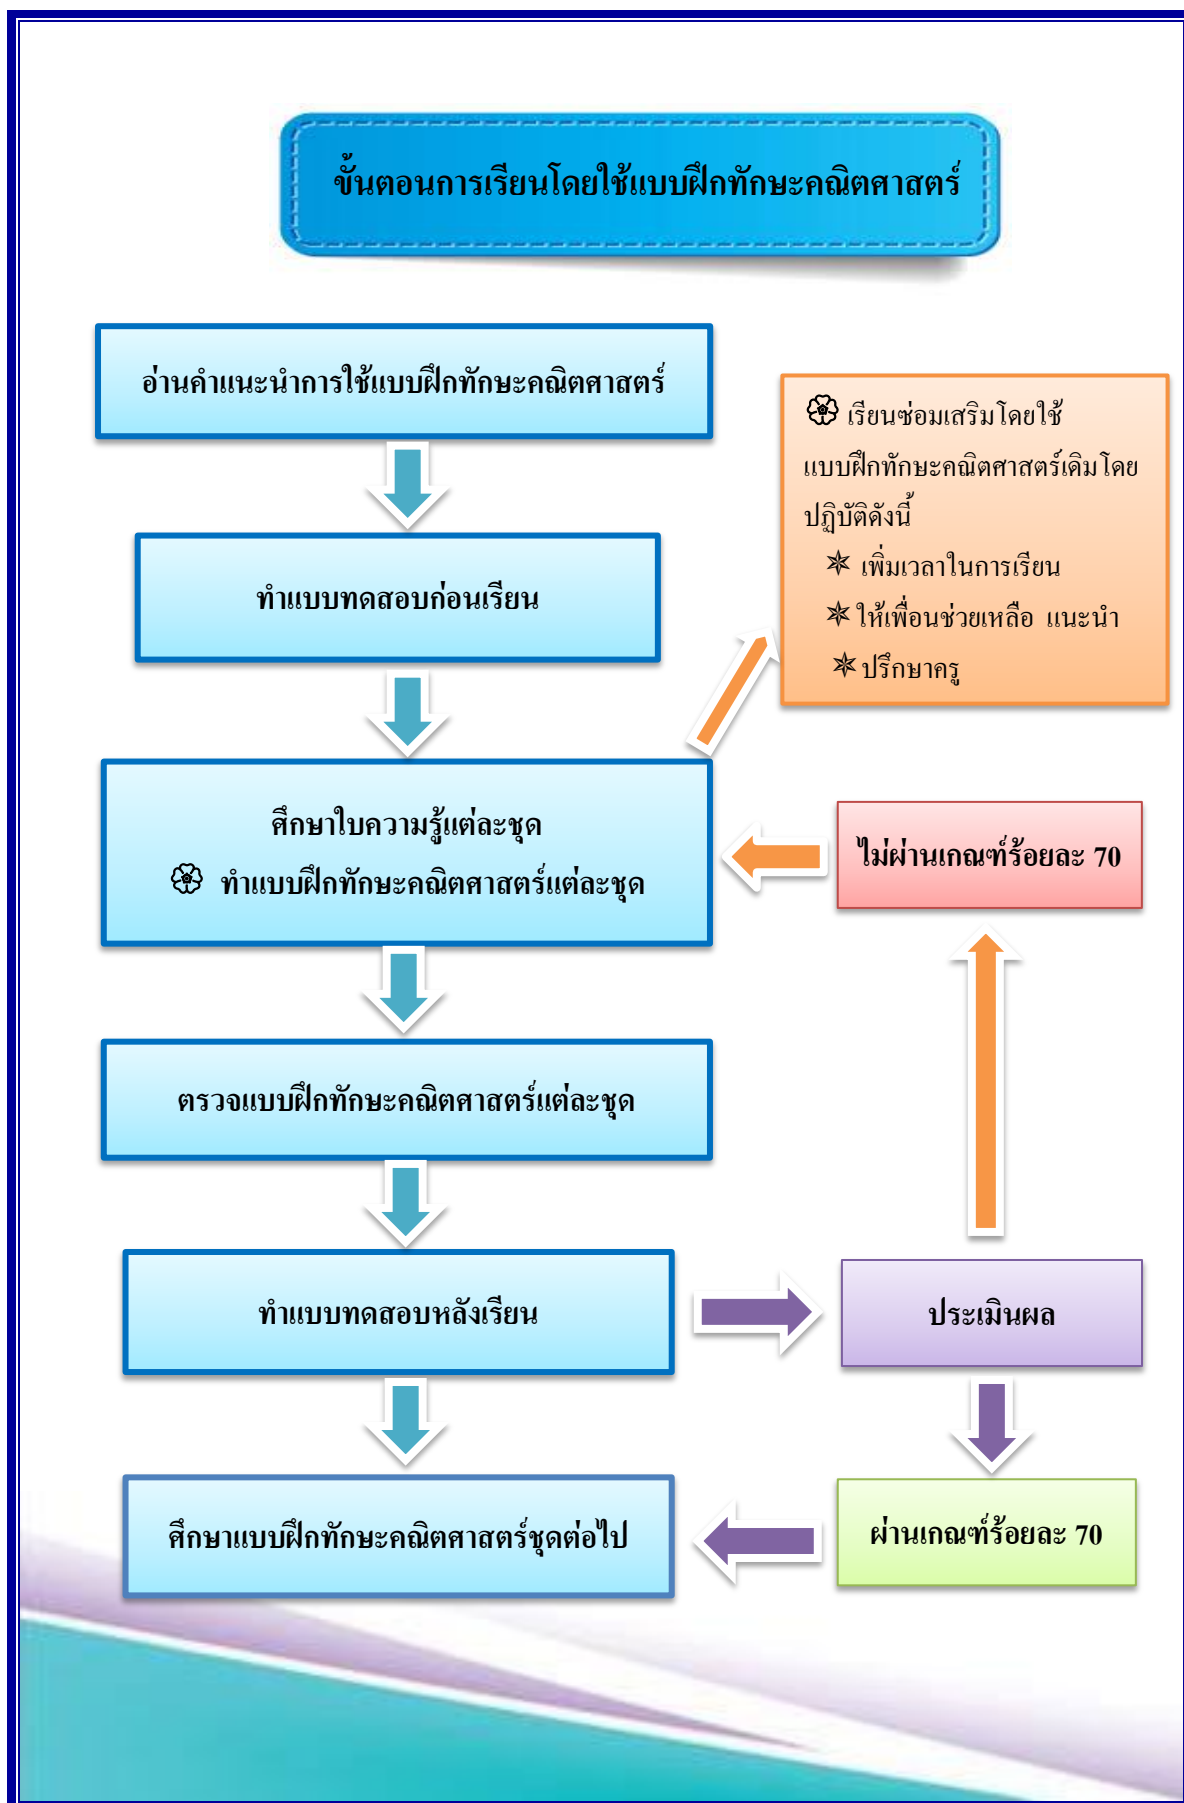 ขั้นตอนการเรียนโดยใช้แบบฝึกทักษะคณิตศาสตร์
อ่านคำแนะนำการใช้แบบฝึกทักษะคณิตศาสตร์
เรียนซ่อมเสริมโดยใช้
แบบฝึกทักษะคณิตศาสตร์เดิมโดย
ปฏิบัติดังนี้
เพิ่มเวลาในการเรียน
ให้เพื่อนช่วยเหลือ แนะนำ
ปรึกษาครู
ทำแบบทดสอบก่อนเรียน
ศึกษาใบความรู้แต่ละชุด
ทำแบบฝึกทักษะคณิตศาสตร์แต่ละชุด
ไม่ผ่านเกณฑ์ร้อยละ 70
ตรวจแบบฝึกทักษะคณิตศาสตร์แต่ละชุด
ทำแบบทดสอบหลังเรียน
ประเมินผล
ศึกษาแบบฝึกทักษะคณิตศาสตร์ชุดต่อไป
ผ่านเกณฑ์ร้อยละ 70